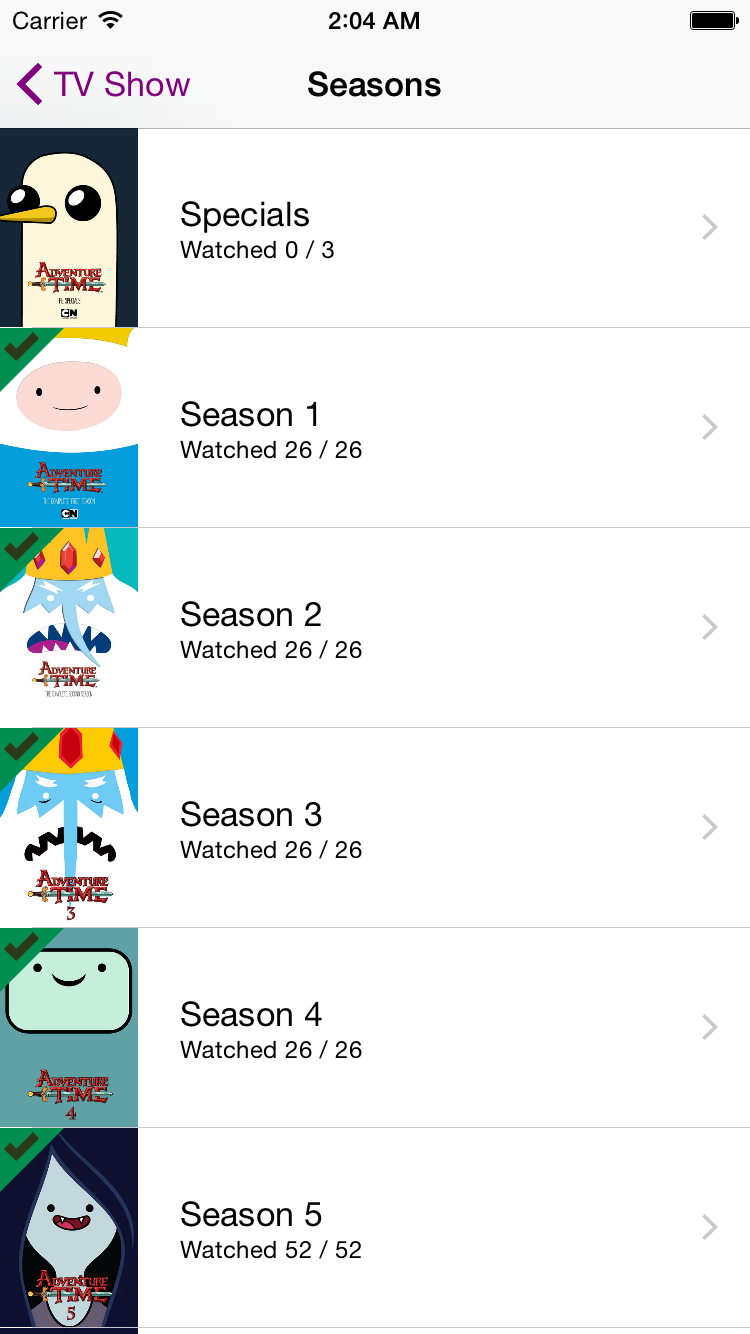 Carrier
2:04 AM
TV Show
Seasons
ADVENTURE
TIME
THE SPECIALS
CN
Specials
Watched 0 / 3
ADVENTURE
TIME
THE COMPLETE FIRST SEASON
CN
Season 1
Watched 26 / 26
ADVENTURE
TIME
THE COMPLETE SECOND SEASON
Season 2
Watched 26 / 26
ADVENTURE
TIME
3
Season 3
Watched 26 / 26
ADVENTURE
TIME
4
Season 4
Watched 26 / 26
ADVENTURE
TIME
5
Season 5
Watched 52 / 52